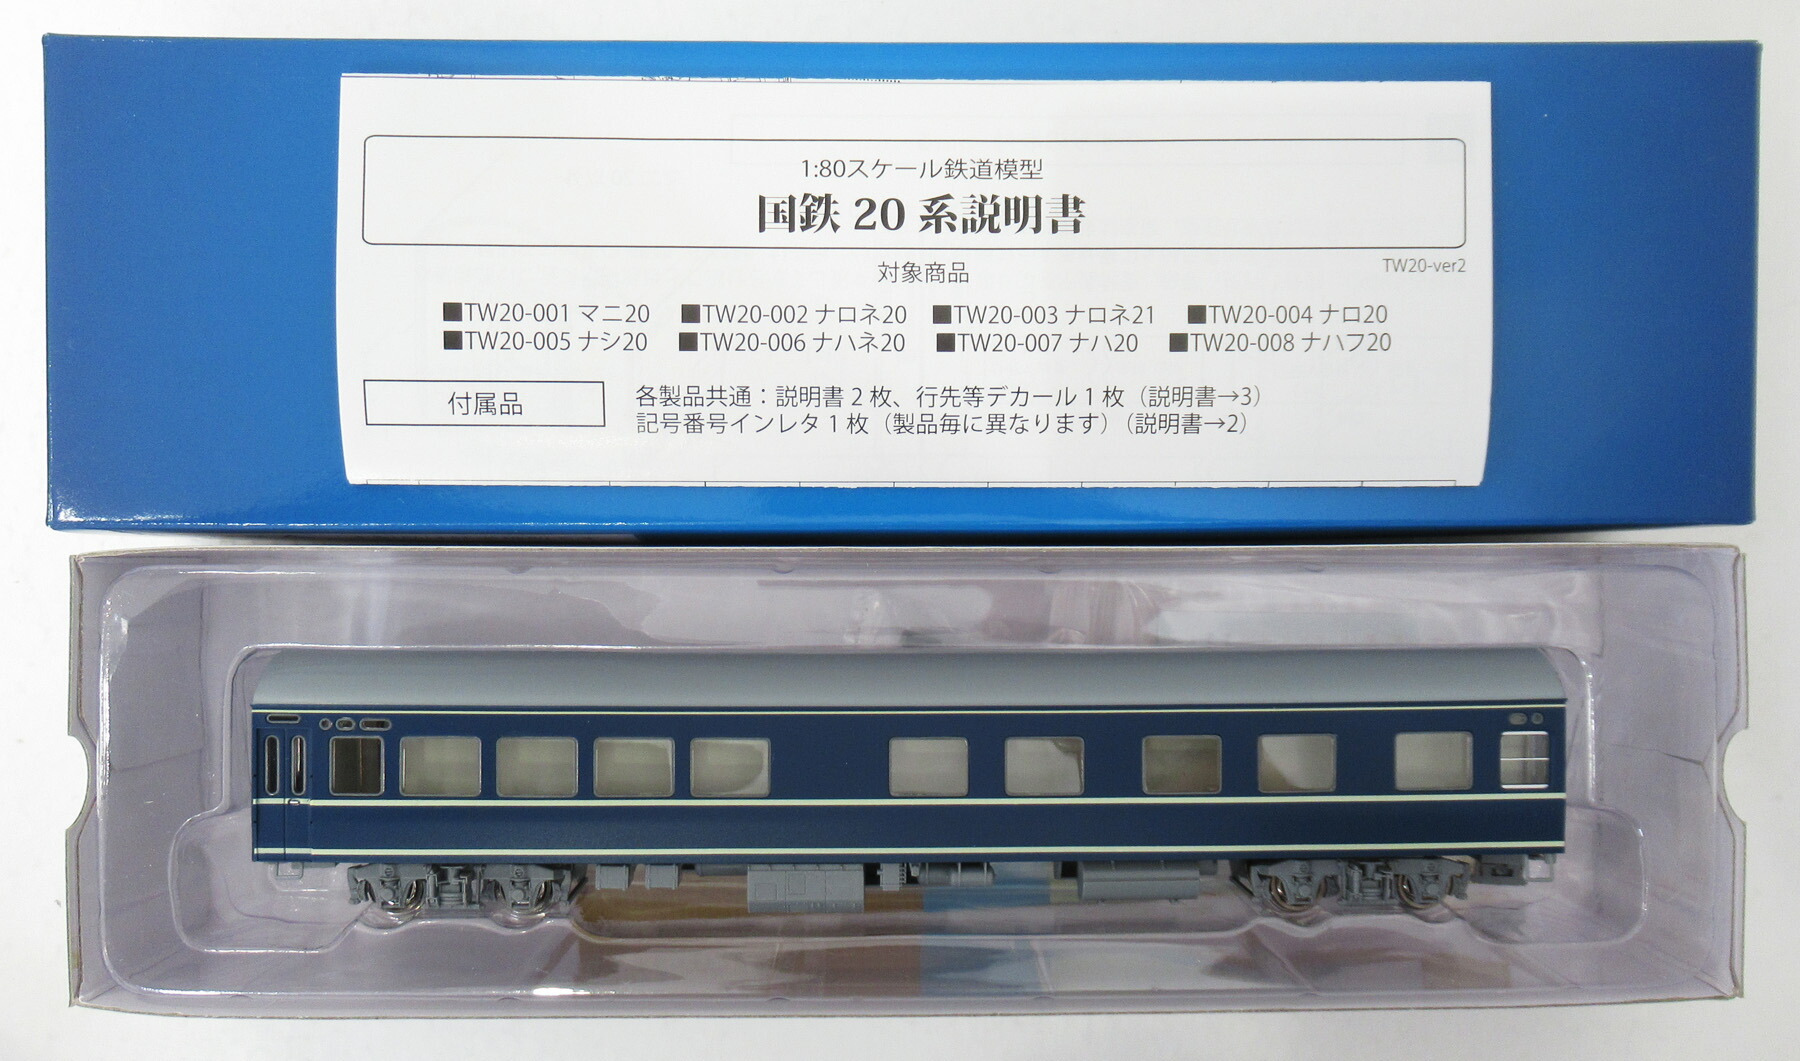 1:80スケール鉄道模型
国鉄 20 系説明書
対象商品
TW20-ver2
■TW20-001 マニ20 ■TW20-002 ナロネ20 ■TW20-003 ナロネ21 ■TW20-004 ナロ20
■TW20-005 ナシ20 ■TW20-006 ナハネ20 ■TW20-007 ナハ20 ■TW20-008 ナハフ20
付属品
各製品共通：説明書 2 枚、行先等デカール 1 枚（説明書→3）
記号番号インレタ 1 枚（製品毎に異なります）（説明書→2）